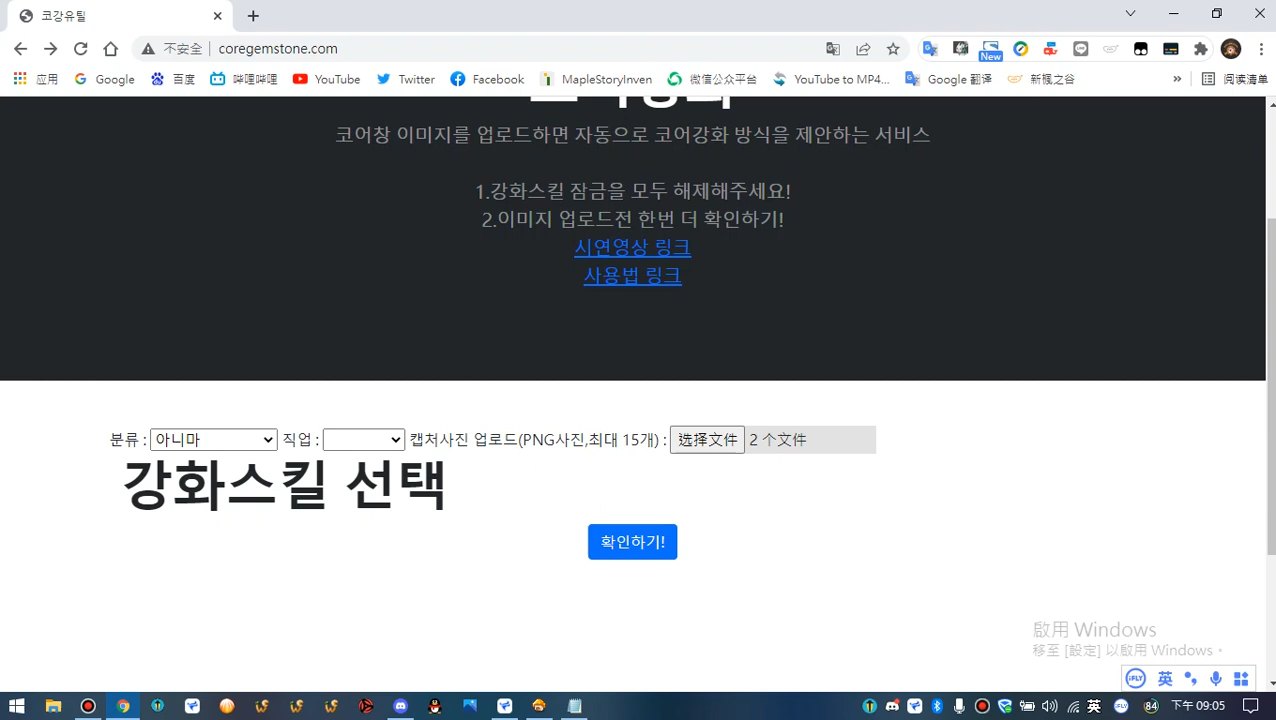 코강유틸
不安全 coregemstone.com
New
应用 Google 百度 哔哩哔哩 YouTube Twitter Facebook MapleStoryInven 微信公众平台 YouTube to MP4... Google 翻译 新楓之谷 » 阅读清单
코어창 이미지를 업로드하면 자동으로 코어강화 방식을 제안하는 서비스
1.강화스킬 잠금을 모두 해제해주세요!
2.이미지 업로드전 한번 더 확인하기!
시연영상 링크
사용법 링크
분류 : 아니마 직업 : 캡처사진 업로드(PNG사진,최대 15개) : 选择文件 2 个文件
강화스킬 선택
확인하기!
啟用 Windows
移至 [設定] 以啟用 Windows。
iFLY 英
英 iFLY 84 下午 09:05